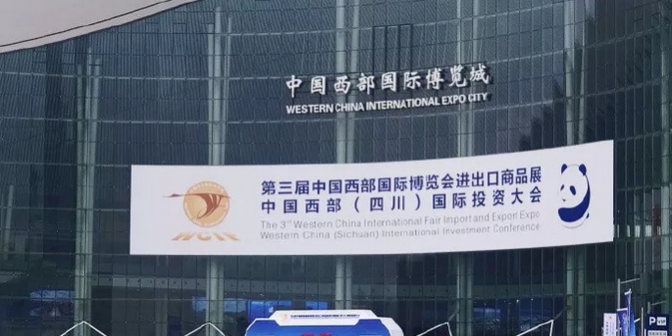 中国西部国际博览城
WESTERN CHINA INTERNATIONAL EXPO CITY
第三届中国西部国际博览会进出口商品展
中国西部（四川）国际投资大会
The 3rd Western China International Fair Import and Export Expo
Western China (Sichuan) International Investment Conference
WCIF
P